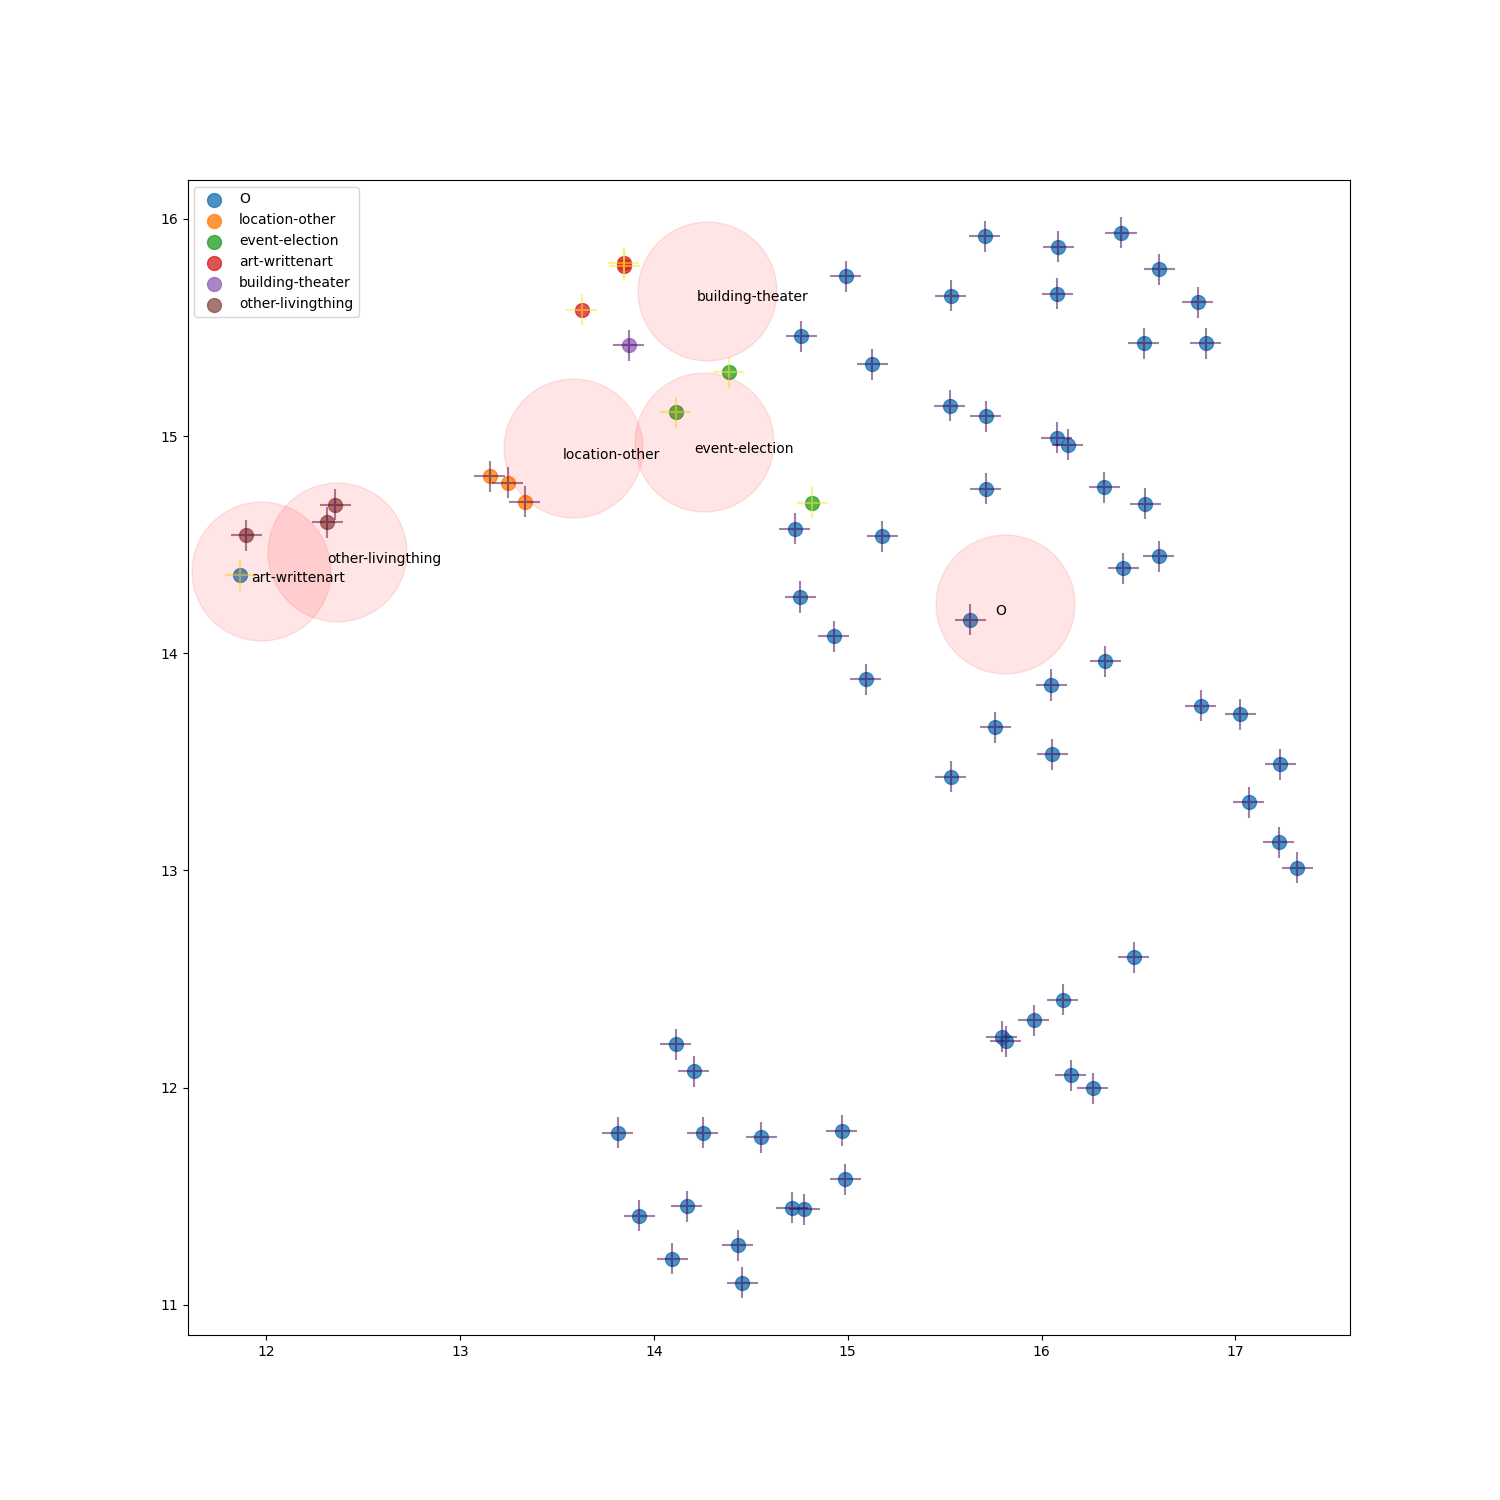 O
location-other
event-election
art-writtenart
building-theater
other-livingthing
16
building-theater
15
event-election
location-other
other-livingthing
art-writtenart
O
14
13
12
11
12 13 14 15 16 17